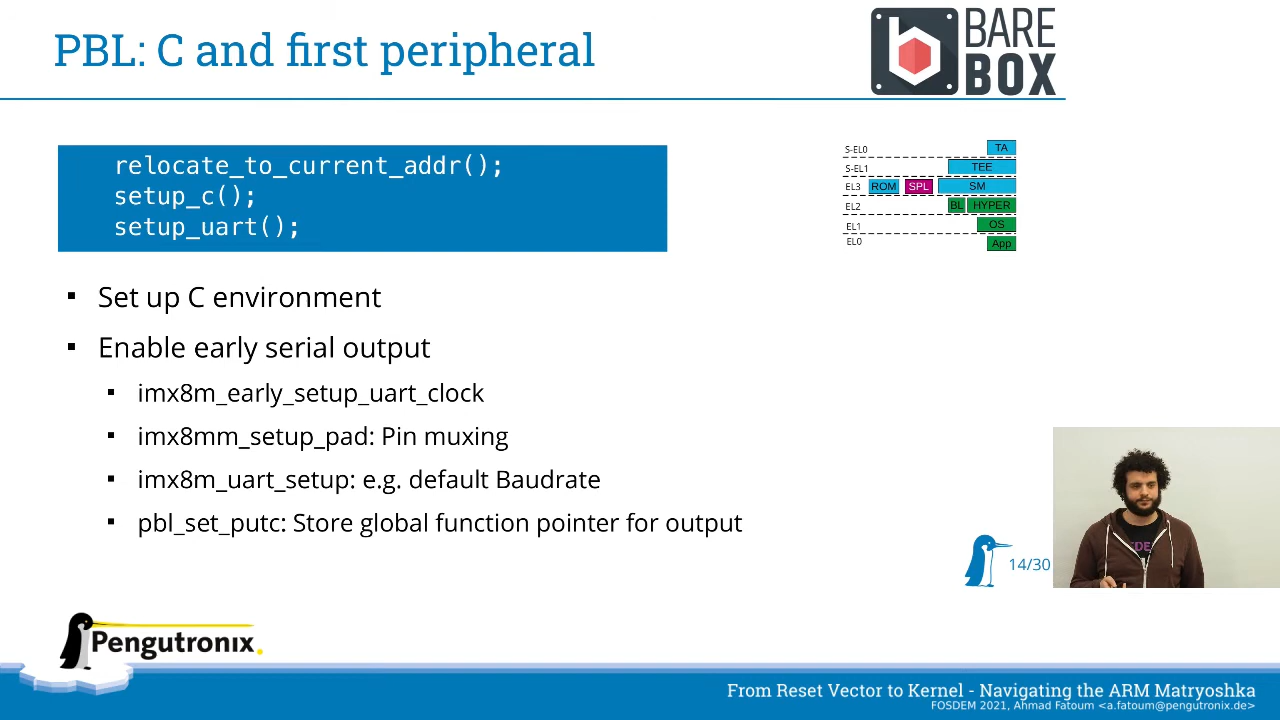 PBL: C and first peripheral
BARE
BOX
relocate_to_current_addr();
setup_c();
setup_uart();
S-EL0 TA
S-EL1 TEE
EL3 ROM SPL SM
EL2 BL HYPER
EL1 OS
EL0 App
Set up C environment
Enable early serial output
imx8m_early_setup_uart_clock
imx8mm_setup_pad: Pin muxing
imx8m_uart_setup: e.g. default Baudrate
pbl_set_putc: Store global function pointer for output
14/30
Pengutronix
From Reset Vector to Kernel - Navigating the ARM Matryoshka
FOSDEM 2021, Ahmad Fatoum <a.fatoum@pengutronix.de>